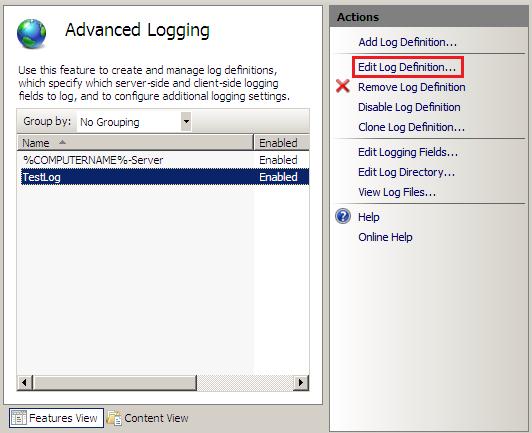 Advanced Logging
Use this feature to create and manage log definitions,
which specify which server-side and client-side logging
fields to log, and to configure additional logging settings.
Group by: No Grouping
Name Enabled
%COMPUTERNAME%-Server Enabled
TestLog Enabled
Features View Content View
Actions
Add Log Definition...
Edit Log Definition...
Remove Log Definition
Disable Log Definition
Clone Log Definition...
Edit Logging Fields...
Edit Log Directory...
View Log Files...
Help
Online Help